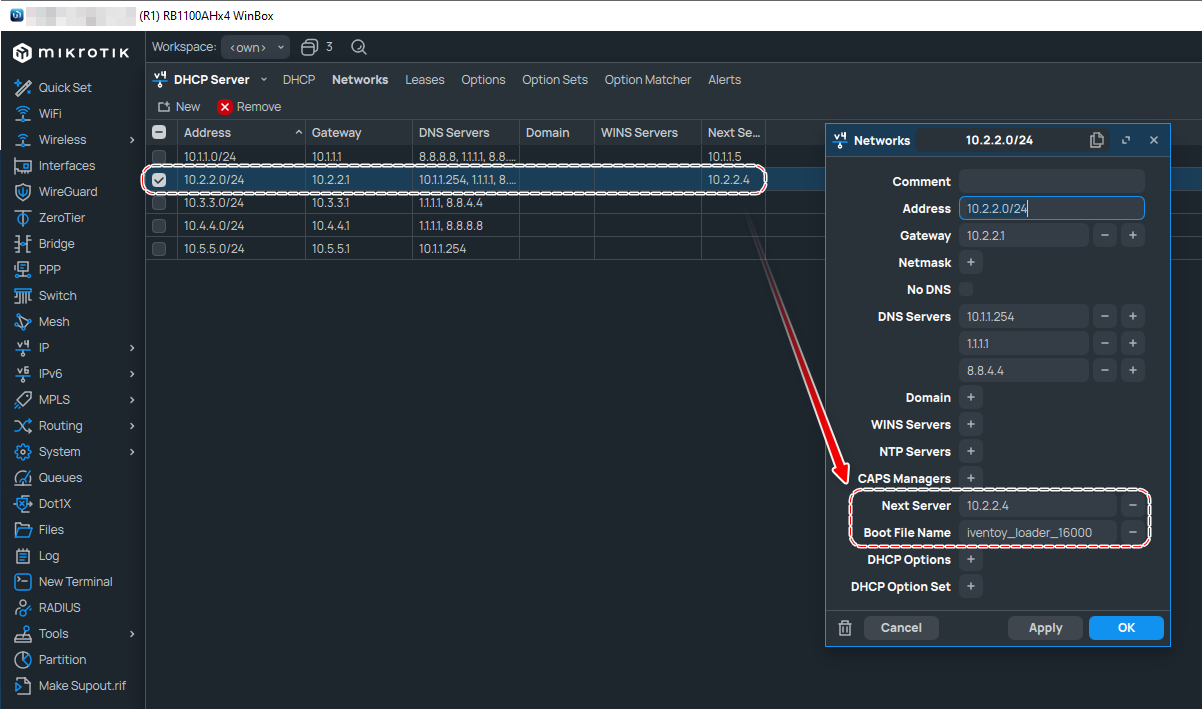 (R1) RB1100AHx4 WinBox
MikroTik
Workspace: <own> 3
DHCP Server DHCP Networks Leases Options Option Sets Option Matcher Alerts
New Remove
Address Gateway DNS Servers Domain WINS Servers Next Se...
10.1.1.0/24 10.1.1.1 8.8.8.8, 1.1.1.1, 8.8.... 10.1.1.5
10.2.2.0/24 10.2.2.1 10.1.1.254, 1.1.1.1, 8.... 10.2.2.4
10.3.3.0/24 10.3.3.1 1.1.1.1, 8.8.4.4
10.4.4.0/24 10.4.4.1 1.1.1.1, 8.8.8.8
10.5.5.0/24 10.5.5.1 10.1.1.254
Quick Set
WiFi
Wireless
Interfaces
WireGuard
ZeroTier
Bridge
PPP
Switch
Mesh
IP
IPv6
MPLS
Routing
System
Queues
Dot1X
Files
Log
New Terminal
RADIUS
Tools
Partition
Make Supout.rif
Networks 10.2.2.0/24
Comment
Address 10.2.2.0/24
Gateway 10.2.2.1
Netmask
No DNS
DNS Servers 10.1.1.254
1.1.1.1
8.8.4.4
Domain
WINS Servers
NTP Servers
CAPS Managers
Next Server 10.2.2.4
Boot File Name iventoy_loader_16000
DHCP Options
DHCP Option Set
Cancel Apply OK